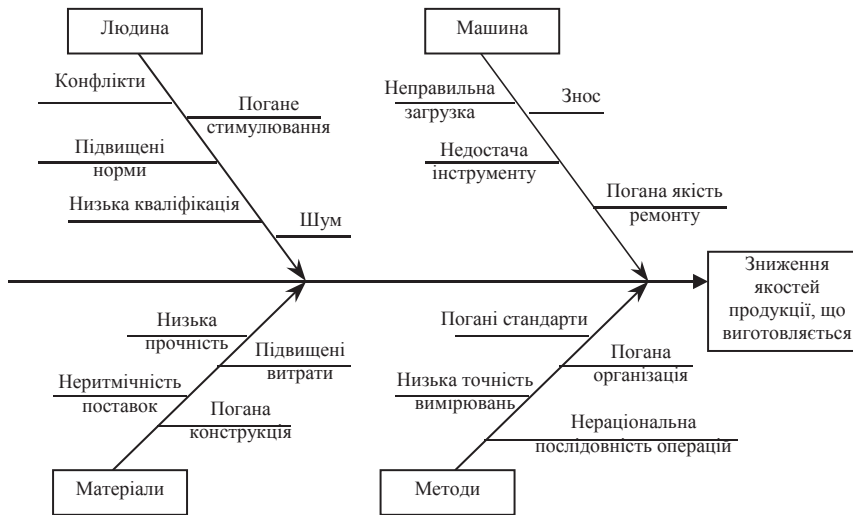 Людина
Машина
Конфлікти
Погане
стимулювання
Підвищені
норми
Низька кваліфікація
Шум
Неправильна
загрузка
Знос
Недостача
інструменту
Погана якість
ремонту
Зниження
якостей
продукції, що
виготовляється
Низька
прочність
Підвищені
витрати
Неритмічність
поставок
Погана
конструкція
Погані стандарти
Погана
організація
Низька точність
вимірювань
Нераціональна
послідовність операцій
Матеріали
Методи